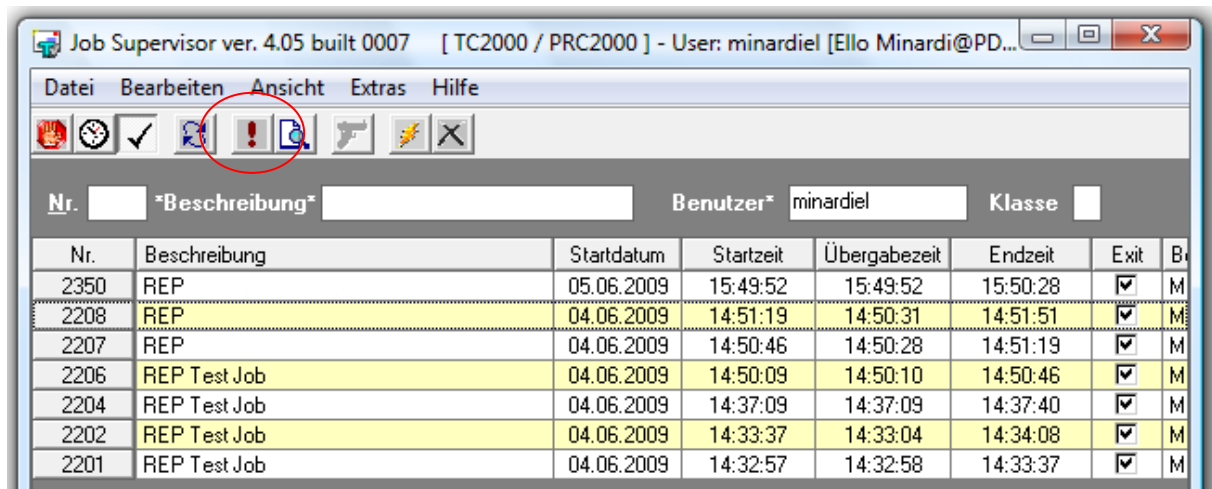 Job Supervisor ver. 4.05 built 0007 [ TC2000 / PRC2000 ] - User: minardiel [Ello Minardi@PD...
Datei Bearbeiten Ansicht Extras Hilfe
Nr. *Beschreibung* Benutzer* minardiel Klasse
Nr. Beschreibung Startdatum Startzeit Übergabezeit Endzeit Exit
2350 REP 05.06.2009 15:49:52 15:49:52 15:50:28 M
2208 REP 04.06.2009 14:51:19 14:50:31 14:51:51 M
2207 REP 04.06.2009 14:50:46 14:50:28 14:51:19 M
2206 REP Test Job 04.06.2009 14:50:09 14:50:10 14:50:46 M
2204 REP Test Job 04.06.2009 14:37:09 14:37:09 14:37:40 M
2202 REP Test Job 04.06.2009 14:33:37 14:33:04 14:34:08 M
2201 REP Test Job 04.06.2009 14:32:57 14:32:58 14:33:37 M